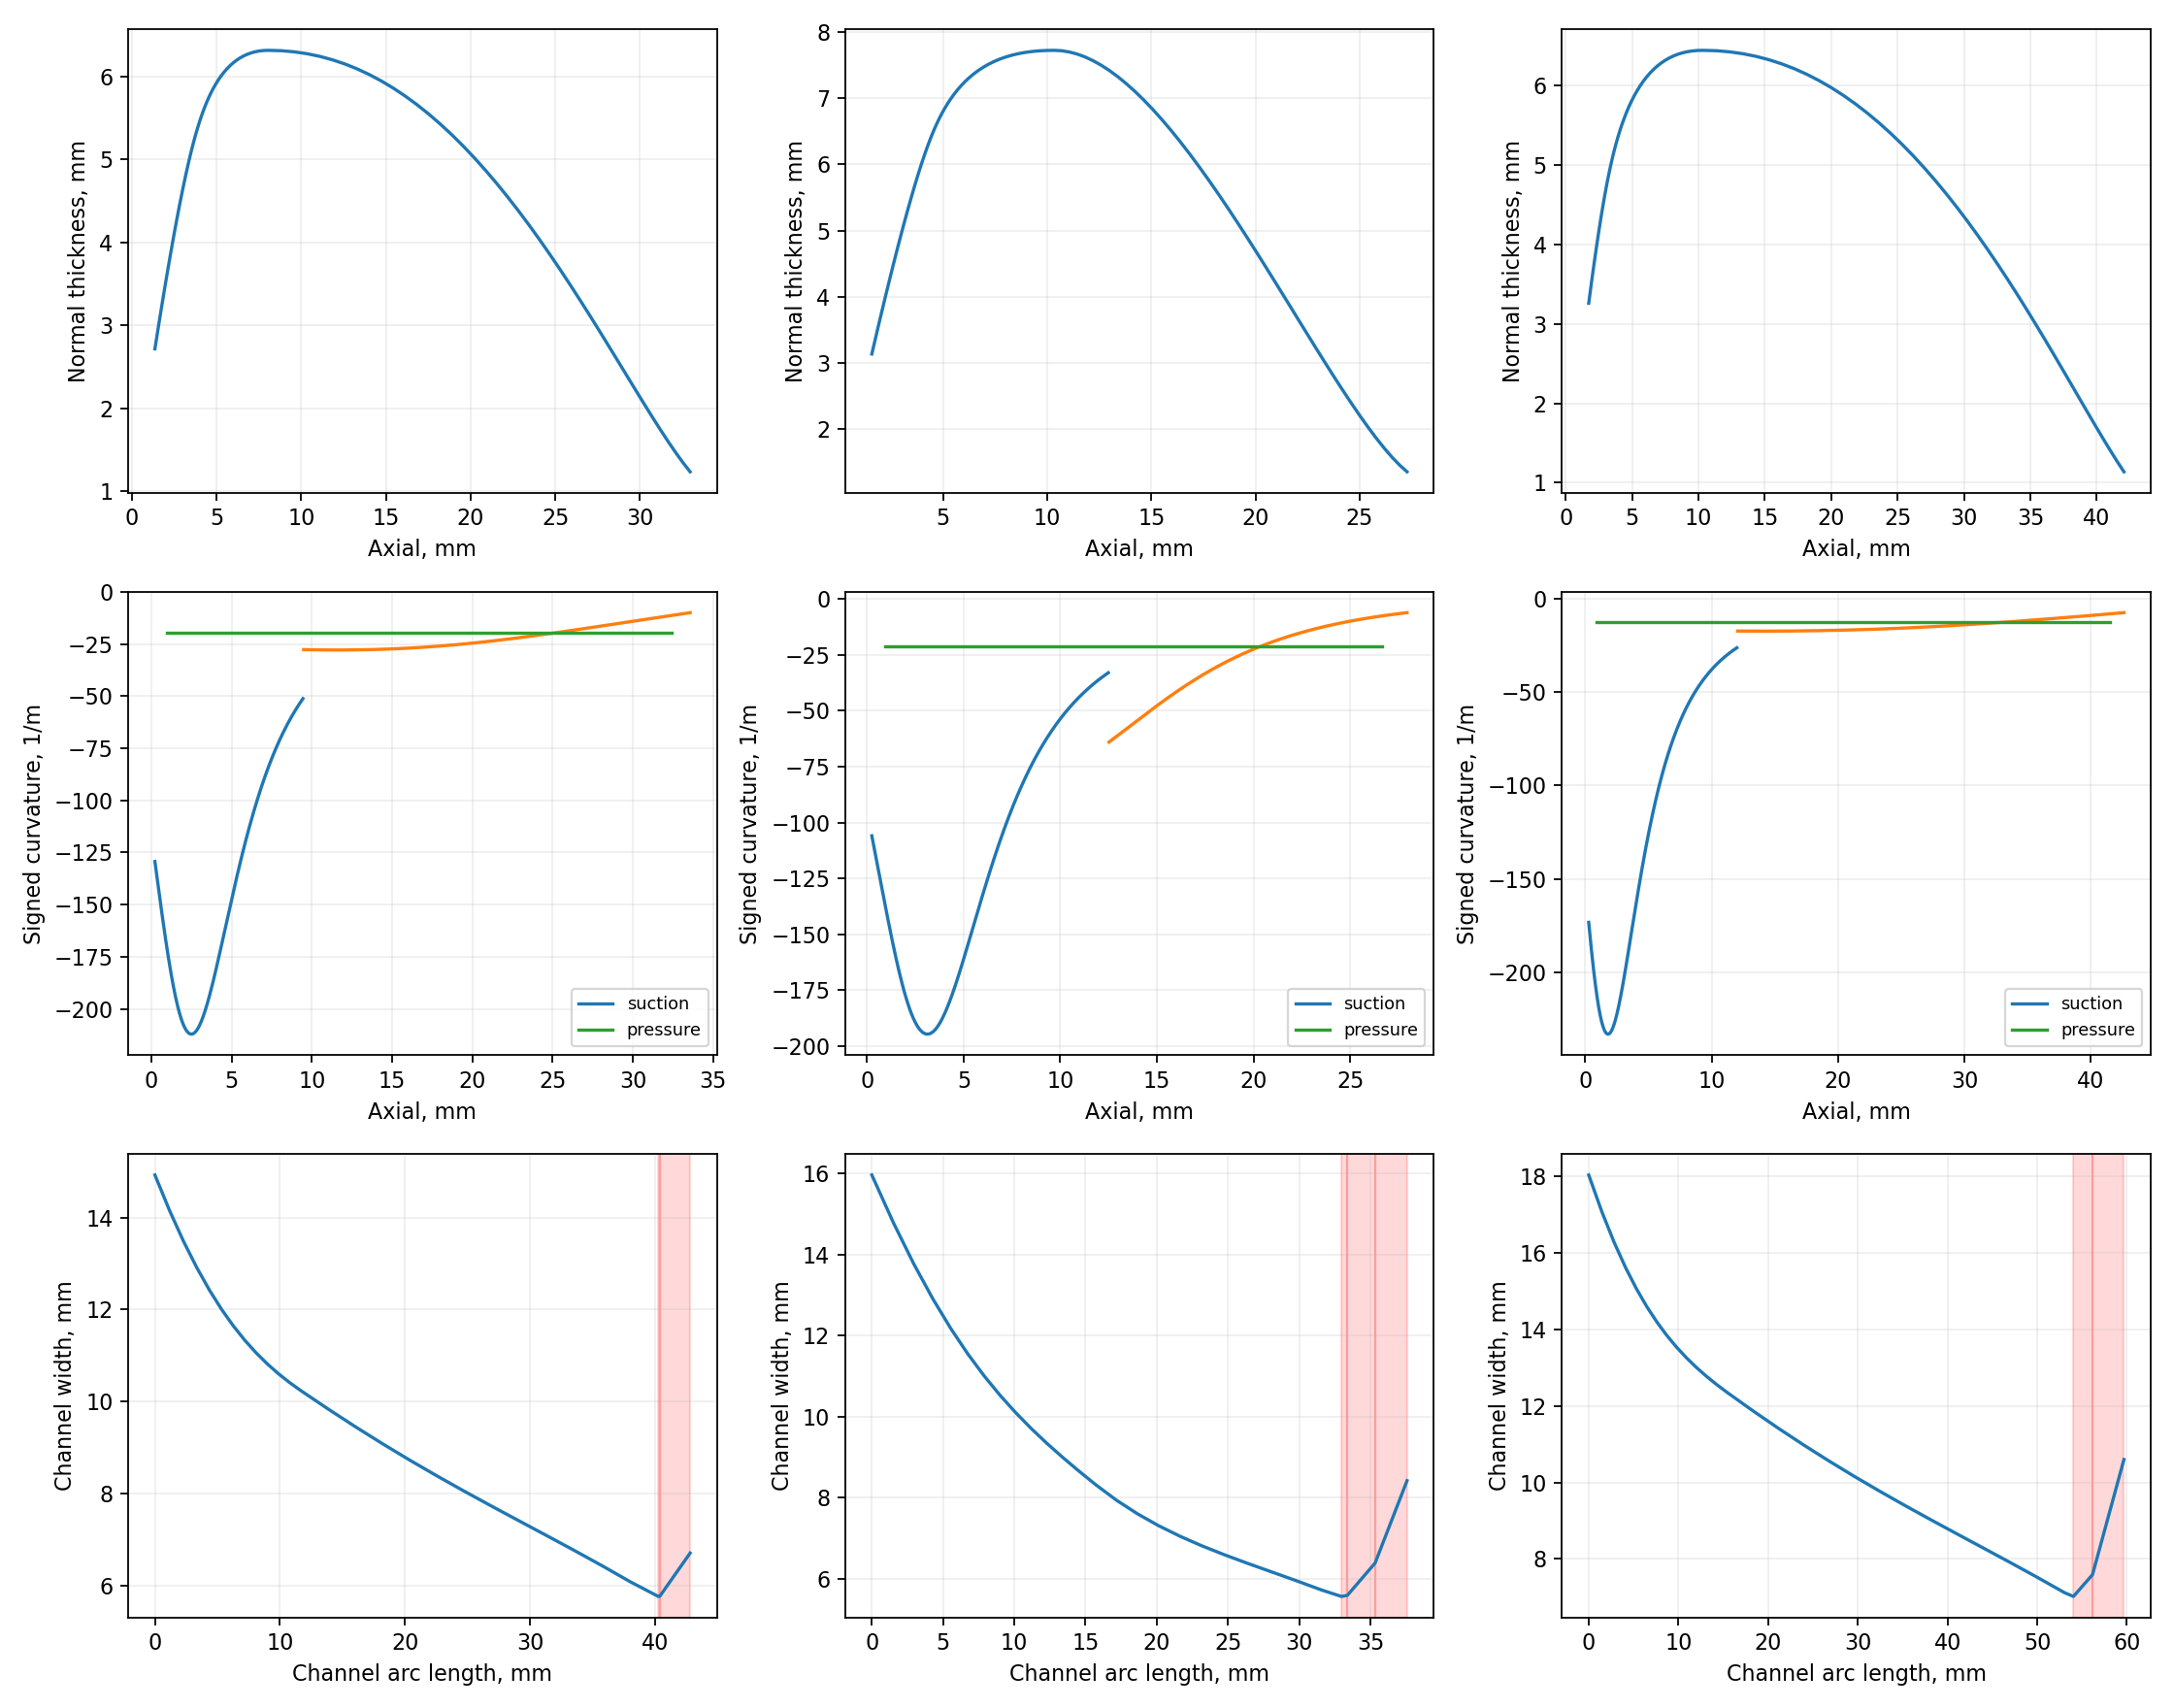 Normal thickness, mm
6
5
4
3
2
1
0 5 10 15 20 25 30
Axial, mm
Normal thickness, mm
8
7
6
5
4
3
2
5 10 15 20 25
Axial, mm
Normal thickness, mm
6
5
4
3
2
1
0 5 10 15 20 25 30 35 40
Axial, mm
Signed curvature, 1/m
0
−25
−50
−75
−100
−125
−150
−175
−200
suction
pressure
0 5 10 15 20 25 30 35
Axial, mm
Signed curvature, 1/m
0
−25
−50
−75
−100
−125
−150
−175
−200
suction
pressure
0 5 10 15 20 25
Axial, mm
Signed curvature, 1/m
0
−50
−100
−150
−200
suction
pressure
0 10 20 30 40
Axial, mm
Channel width, mm
14
12
10
8
6
0 10 20 30 40
Channel arc length, mm
Channel width, mm
16
14
12
10
8
6
0 5 10 15 20 25 30 35
Channel arc length, mm
Channel width, mm
18
16
14
12
10
8
0 10 20 30 40 50 60
Channel arc length, mm